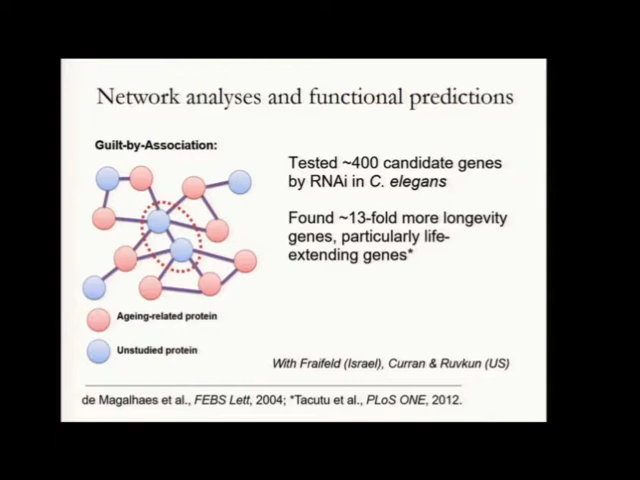 Network analyses and functional predictions
Guilt-by-Association:
Tested ~400 candidate genes
by RNAi in C. elegans
Found ~13-fold more longevity
genes, particularly life-
extending genes*
Ageing-related protein
Unstudied protein
With Fraifeld (Israel), Curran & Ruvkun (US)
de Magalhaes et al., FEBS Lett, 2004; *Tacutu et al., PLoS ONE, 2012.